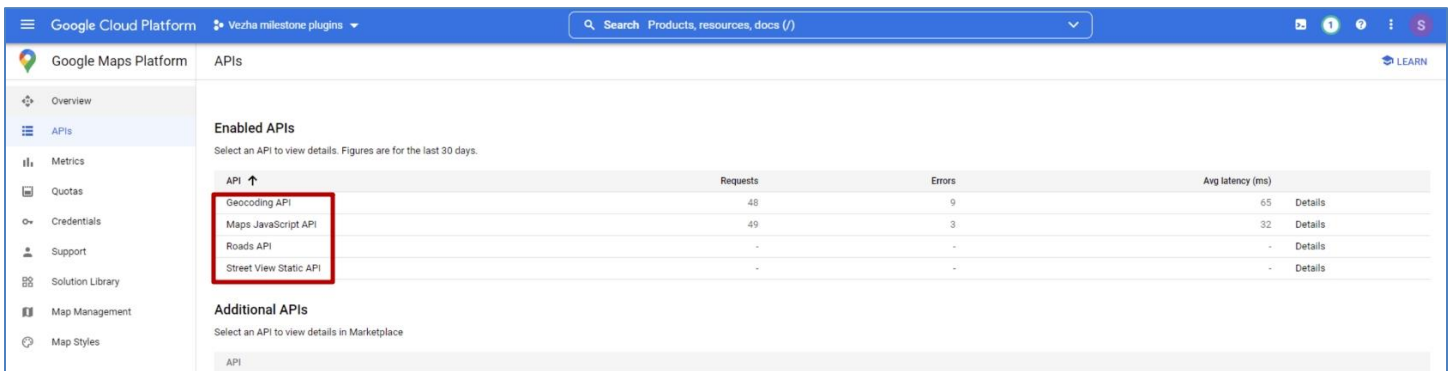 Google Cloud Platform Vezha milestone plugins Search Products, resources, docs (/) 1 S
Google Maps Platform APIs LEARN
Overview
APIs
Metrics
Quotas
Credentials
Support
Solution Library
Map Management
Map Styles
Enabled APIs
Select an API to view details. Figures are for the last 30 days.
API Requests Errors Avg latency (ms)
Geocoding API 48 9 65 Details
Maps JavaScript API 49 3 32 Details
Roads API - - - Details
Street View Static API - - - Details
Additional APIs
Select an API to view details in Marketplace
API